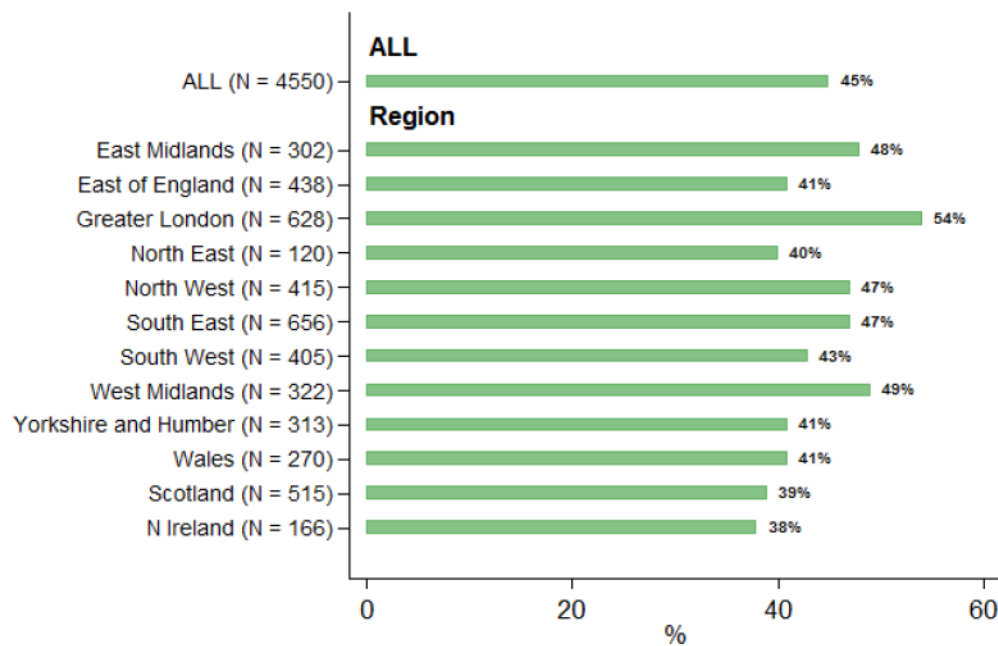 ALL
ALL (N = 4550) 45%
Region
East Midlands (N = 302) 48%
East of England (N = 438) 41%
Greater London (N = 628) 54%
North East (N = 120) 40%
North West (N = 415) 47%
South East (N = 656) 47%
South West (N = 405) 43%
West Midlands (N = 322) 49%
Yorkshire and Humber (N = 313) 41%
Wales (N = 270) 41%
Scotland (N = 515) 39%
N Ireland (N = 166) 38%
0 20 40 60
%